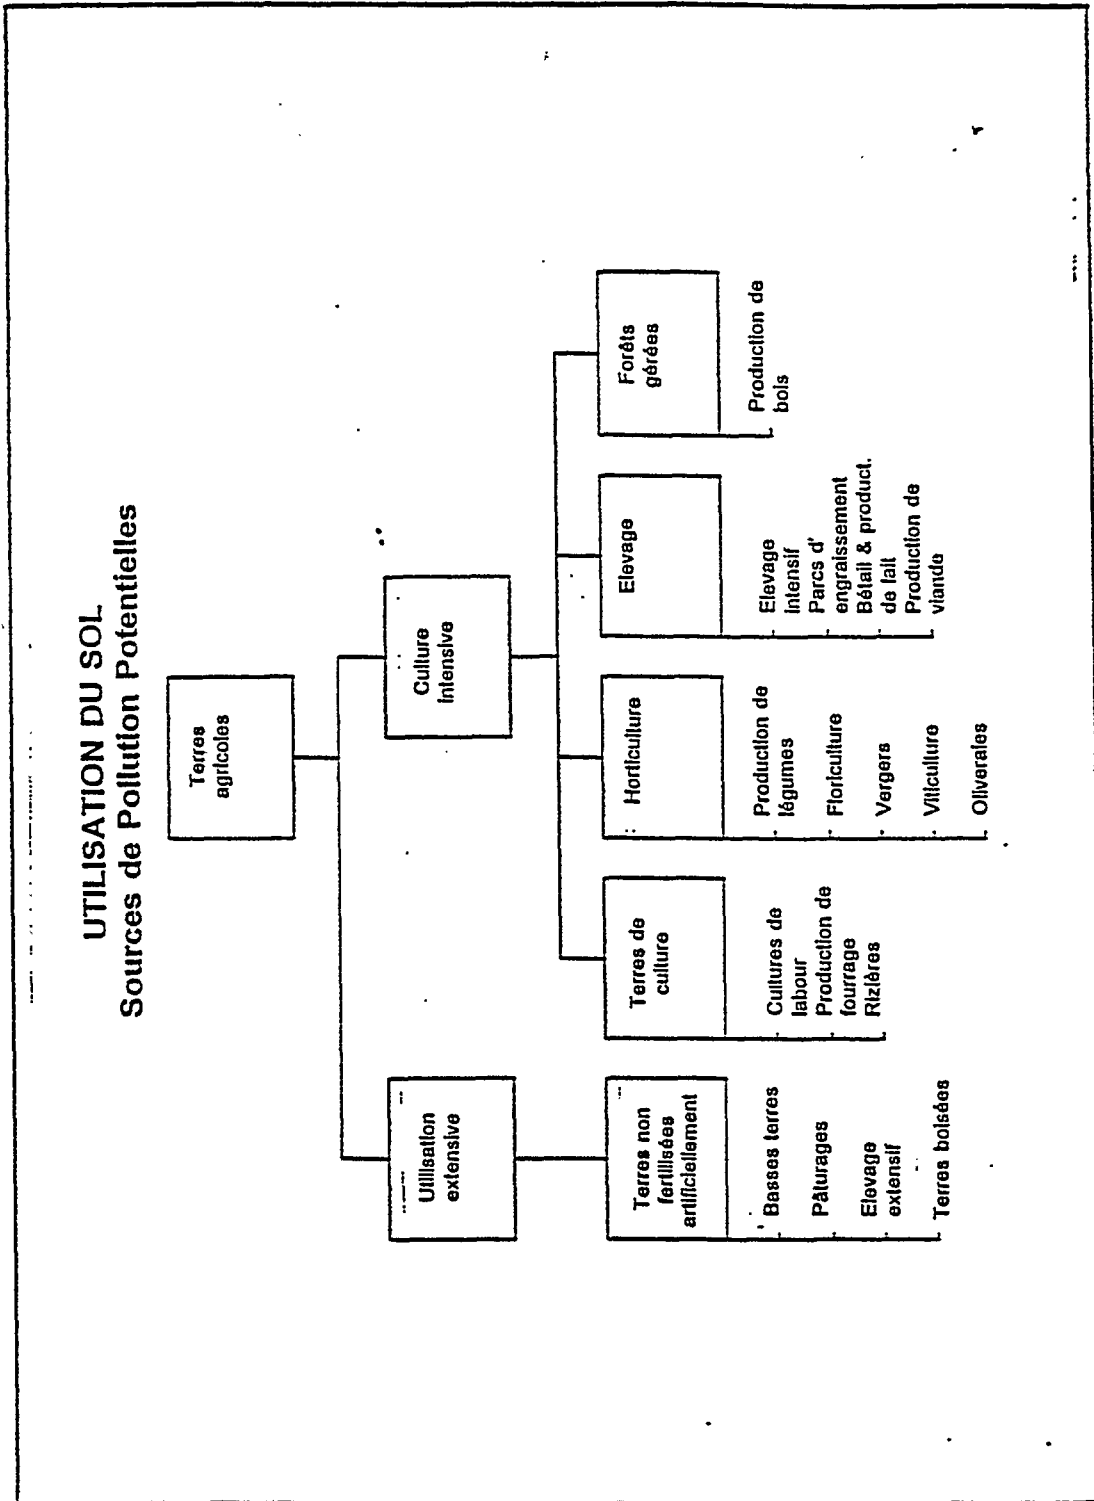 UTILISATION DU SOL
Sources de Pollution Potentielles
Terres
agricoles
Utilisation
extensive
Culture
Intensive
Terres non
fertilisées
artificiellement
Basses terres
Pâturages
Elevage
extensif
Terres boisées
Terres de
culture
Cultures de
labour
Production de
fourrage
Rizières
Horticulture
Production de
légumes
Floriculture
Vergers
Viticulture
Oliveraies
Elevage
Elevage
Intensif
Parcs d'
engraissement
Bétail & product.
de lait
Production de
viande
Forêts
gérées
Production de
bois